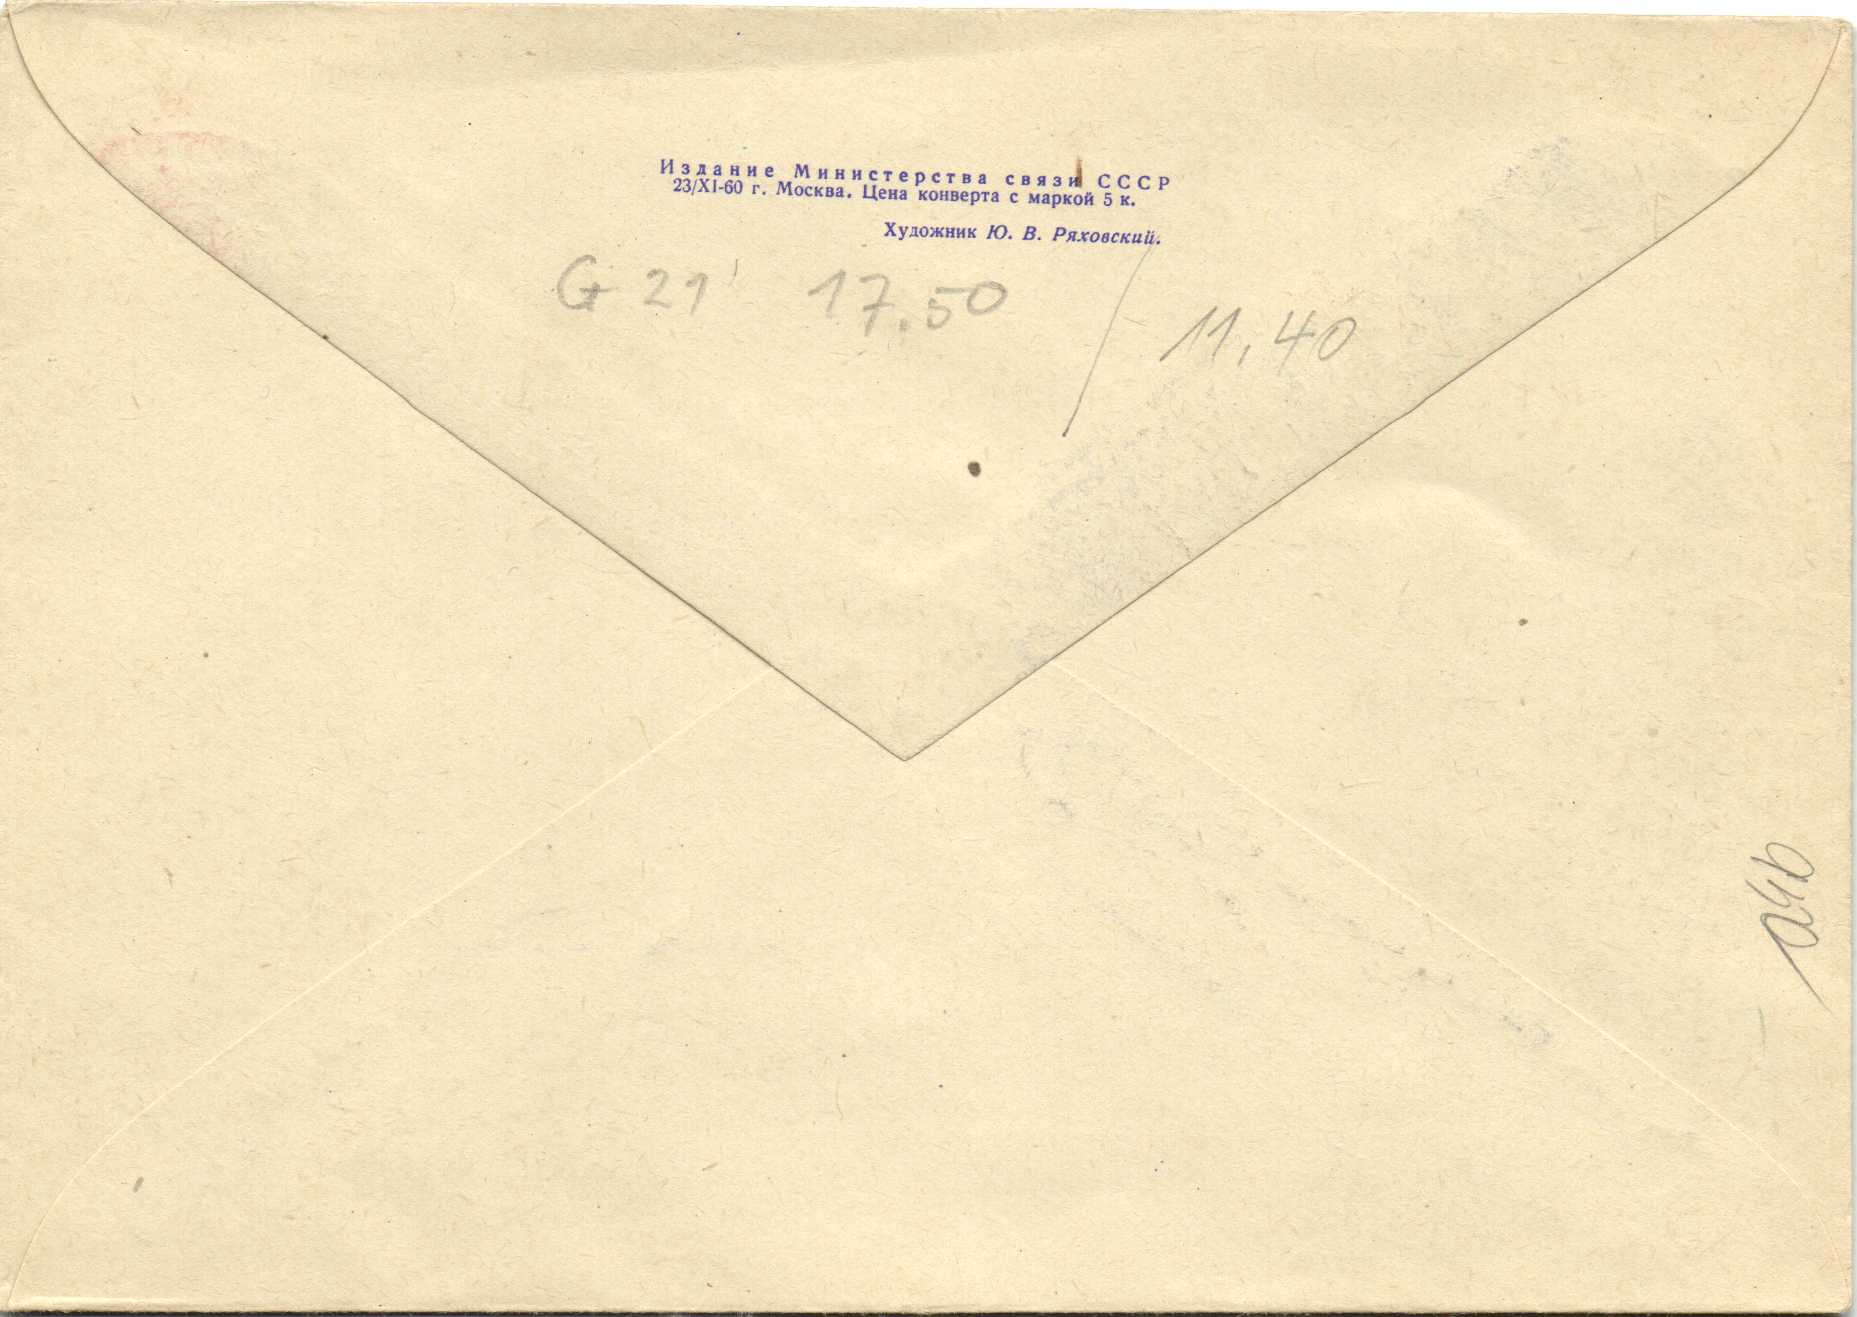 Издание Министерства связи СССР
23/XI-60 г. Москва. Цена конверта с маркой 5 к.
Художник Ю. В. Ряховский.
G 21 17.50
11,40